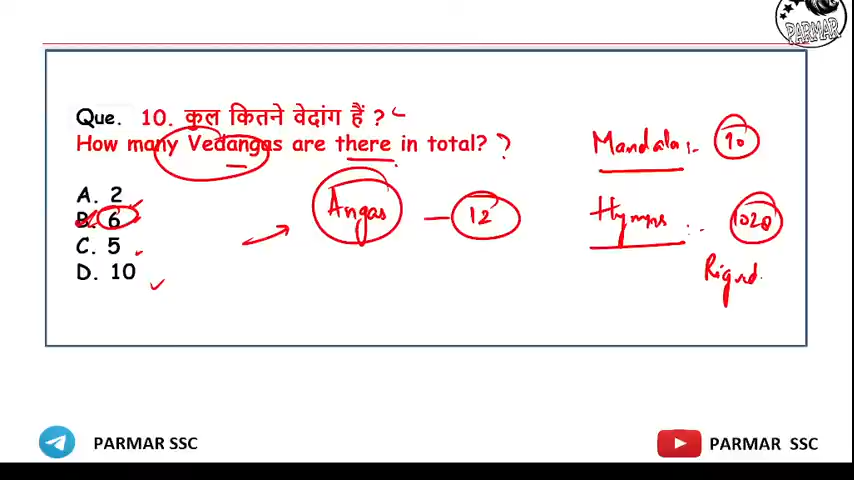 PARMAR
Que. 10. कुल कितने वेदांग हैं ?
How many Vedangas are there in total? ?
A. 2
B. 6
C. 5
D. 10
Angas — 12
Mandala :- 10
Hymns :- 1028
Rigved.
PARMAR SSC
PARMAR SSC